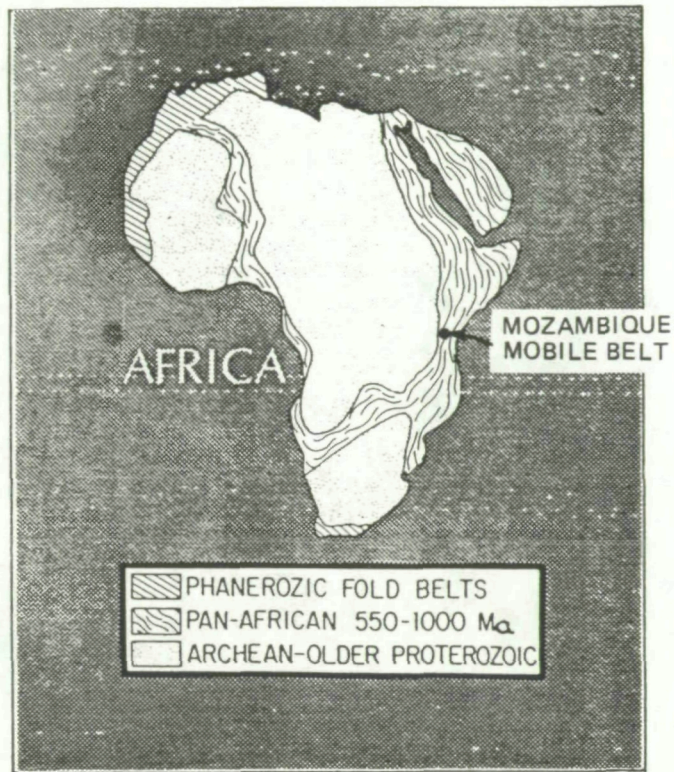 MOZAMBIQUE
MOBILE BELT
AFRICA
PHANEROZIC FOLD BELTS
PAN-AFRICAN 550-1000 Ma
ARCHEAN-OLDER PROTEROZOIC